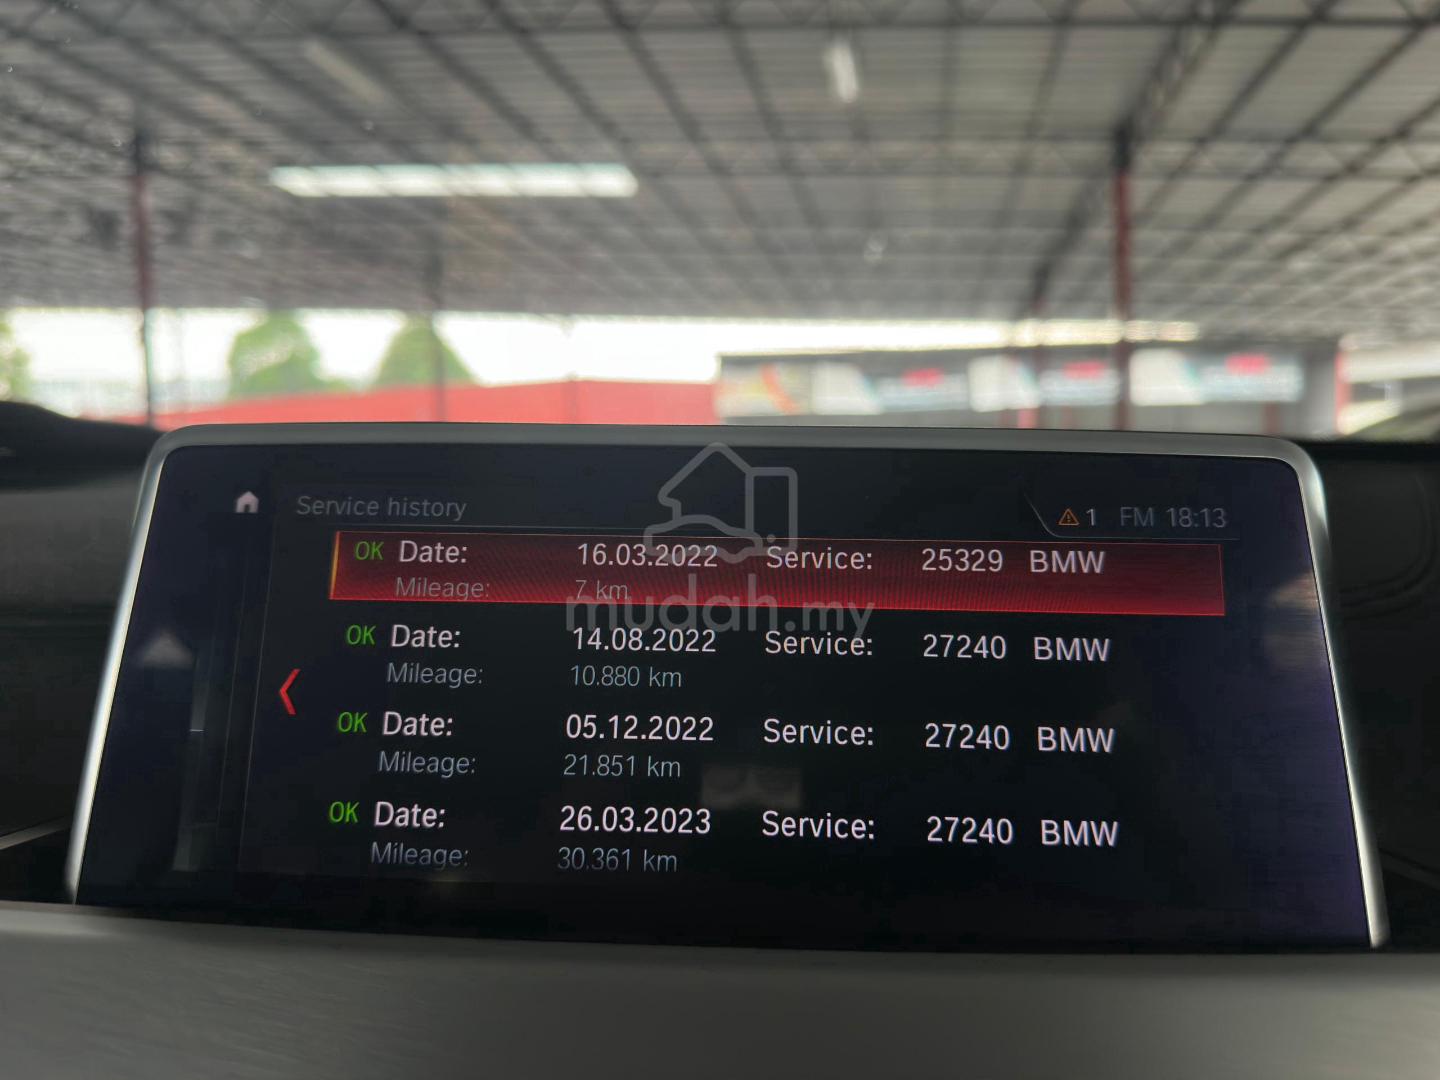 Service history
1 FM 18:13
OK Date: 16.03.2022 Service: 25329 BMW
Mileage: 7 km
OK Date: 14.08.2022 Service: 27240 BMW
Mileage: 10.880 km
OK Date: 05.12.2022 Service: 27240 BMW
Mileage: 21.851 km
OK Date: 26.03.2023 Service: 27240 BMW
Mileage: 30.361 km
mudah.my